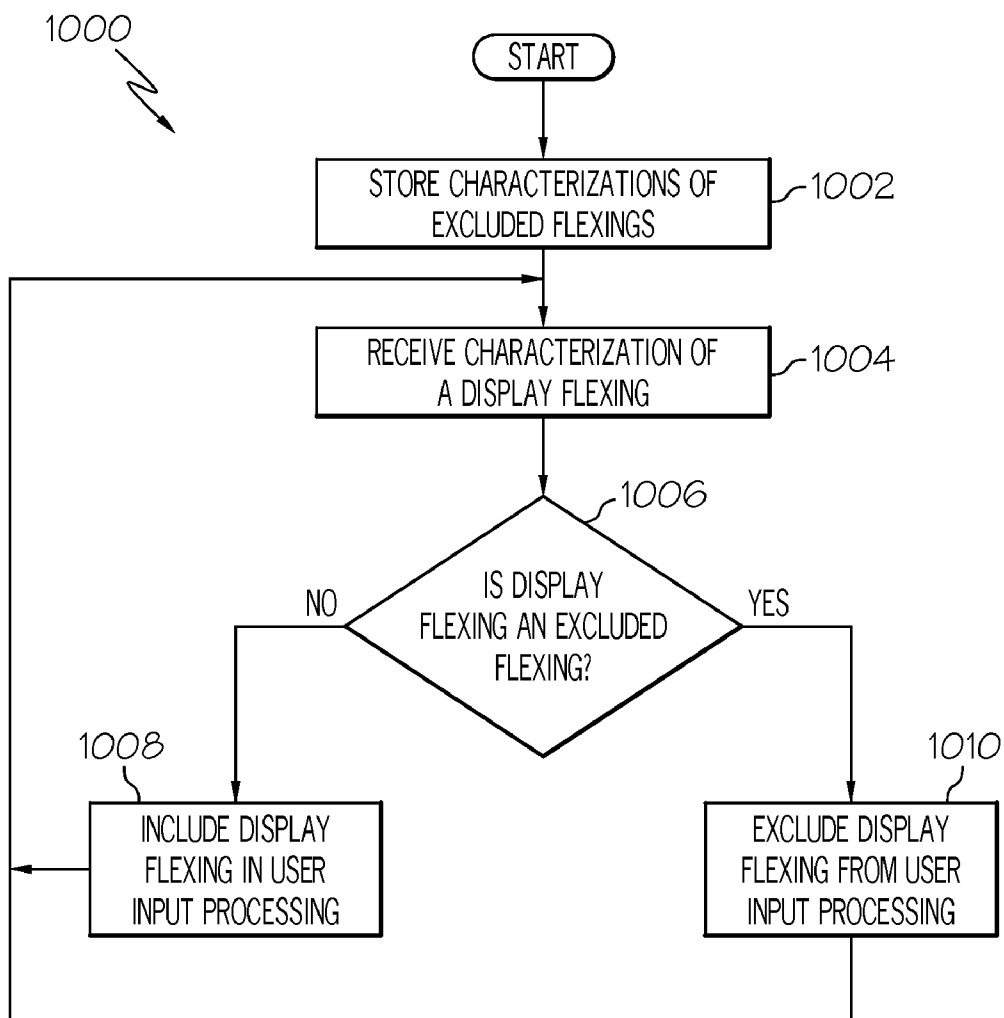 1000
START
STORE CHARACTERIZATIONS OF
EXCLUDED FLEXINGS
1002
RECEIVE CHARACTERIZATION OF
A DISPLAY FLEXING
1004
1006
IS DISPLAY
FLEXING AN EXCLUDED
FLEXING?
NO
YES
1008
INCLUDE DISPLAY
FLEXING IN USER
INPUT PROCESSING
1010
EXCLUDE DISPLAY
FLEXING FROM USER
INPUT PROCESSING